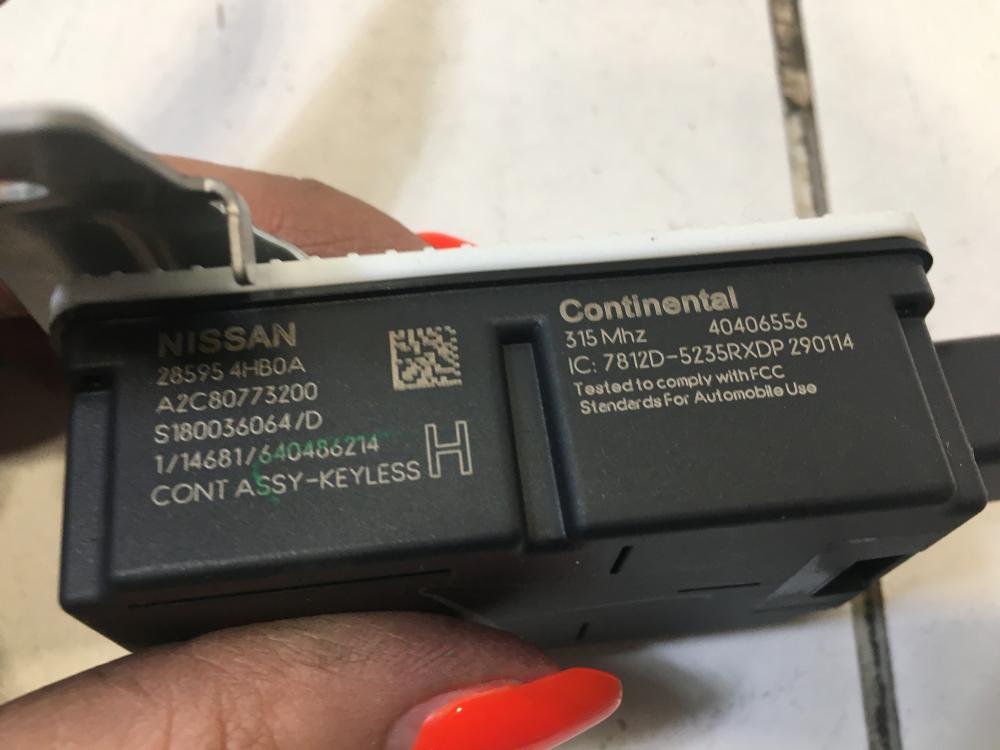 NISSAN
28595 4HB0A
A2C80773200
S180036064/D
1/14681/640486214
CONT ASSY-KEYLESS
H
Continental
315 Mhz 40406556
IC: 7812D-5235RXDP 290114
Tested to comply with FCC
Standards For Automobile Use